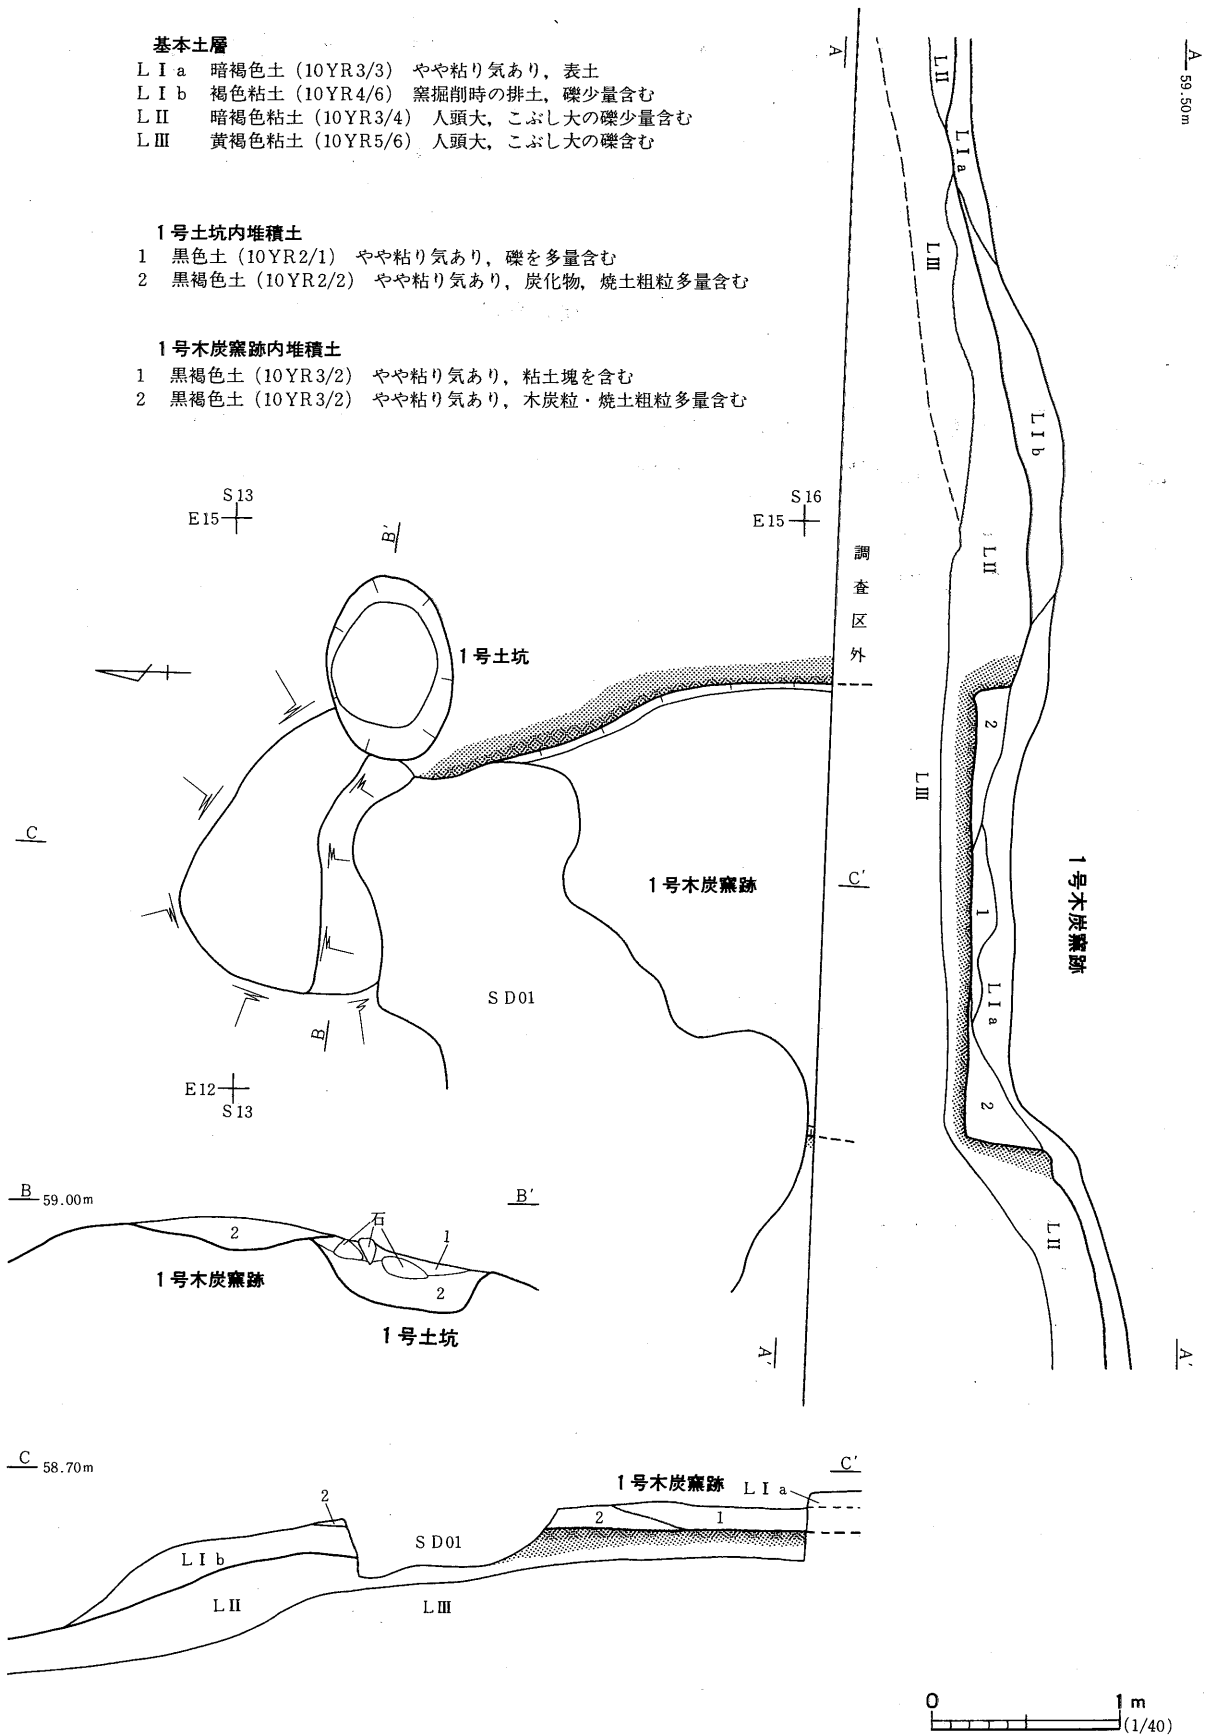 基本土層
LⅠa 暗褐色土 (10YR3/3) やや粘り気あり, 表土
LⅠb 褐色粘土 (10YR4/6) 窯掘削時の排土, 礫少量含む
LⅡ 暗褐色粘土 (10YR3/4) 人頭大, こぶし大の礫少量含む
LⅢ 黄褐色粘土 (10YR5/6) 人頭大, こぶし大の礫含む
1号土坑内堆積土
1 黒色土 (10YR2/1) やや粘り気あり, 礫を多量含む
2 黒褐色土 (10YR2/2) やや粘り気あり, 炭化物, 焼土粗粒多量含む
1号木炭窯跡内堆積土
1 黒褐色土 (10YR3/2) やや粘り気あり, 粘土塊を含む
2 黒褐色土 (10YR3/2) やや粘り気あり, 木炭粒・焼土粗粒多量含む
S13
E15
S16
E15
B′
1号土坑
調査区外
C
C′
1号木炭窯跡
SD01
B
E12
S13
A
A′
A
59.50m
LⅡ
LⅠa
LⅢ
LⅠb
LⅡ
2
LⅢ
1
LⅠa
2
LⅡ
1号木炭窯跡
A′
B 59.00m
B′
石
2
1
2
1号木炭窯跡
1号土坑
C 58.70m
C′
1号木炭窯跡
LⅠa
2
2
1
SD01
LⅠb
LⅡ
LⅢ
0
1m
(1/40)